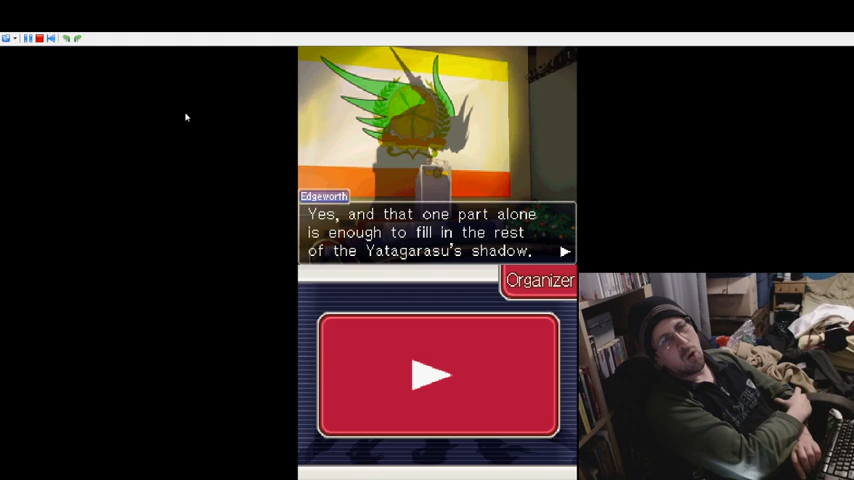 Edgeworth
Yes, and that one part alone
is enough to fill in the rest
of the Yatagarasu's shadow.
Organizer